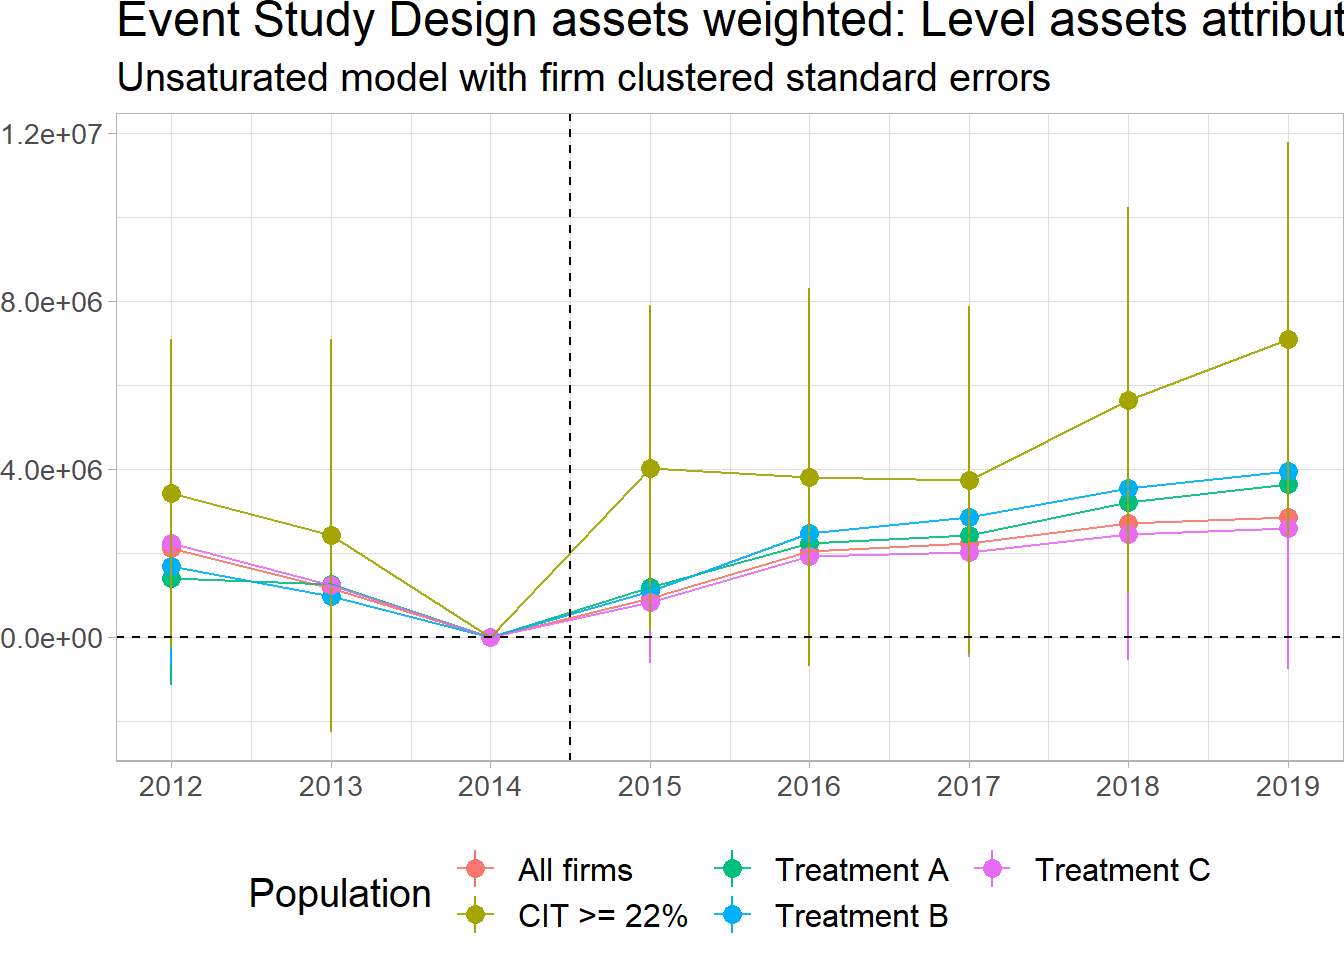 Event Study Design assets weighted: Level assets attribut
Unsaturated model with firm clustered standard errors
1.2e+07
8.0e+06
4.0e+06
0.0e+00
2012 2013 2014 2015 2016 2017 2018 2019
Population
All firms Treatment A Treatment C
CIT >= 22% Treatment B